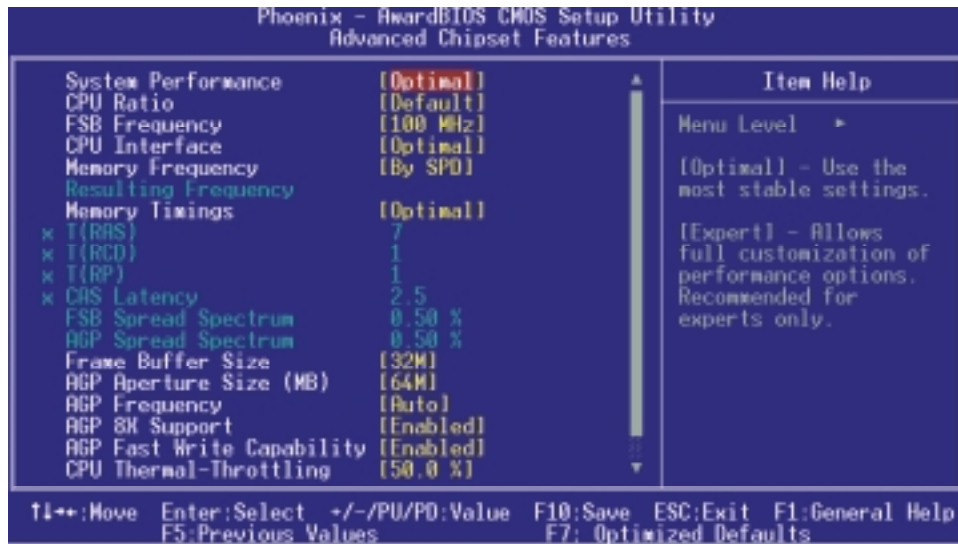 Phoenix - AwardBIOS CMOS Setup Utility
Advanced Chipset Features
System Performance [Optimal]
CPU Ratio [Default]
FSB Frequency [100 MHz]
CPU Interface [Optimal]
Memory Frequency [By SPD]
Resulting Frequency
Memory Timings [Optimal]
x T(RAS) 7
x T(RCD) 1
x T(RP) 1
x CAS Latency 2.5
FSB Spread Spectrum 0.50 %
AGP Spread Spectrum 0.50 %
Frame Buffer Size [32M]
AGP Aperture Size (MB) [64M]
AGP Frequency [Auto]
AGP 8X Support [Enabled]
AGP Fast Write Capability [Enabled]
CPU Thermal-Throttling [50.0 %]
Item Help
Menu Level ►
[Optimal] - Use the
most stable settings.
[Expert] - Allows
full customization of
performance options.
Recommended for
experts only.
↑↓→←:Move Enter:Select +/-/PU/PD:Value F10:Save ESC:Exit F1:General Help
F5:Previous Values F7: Optimized Defaults